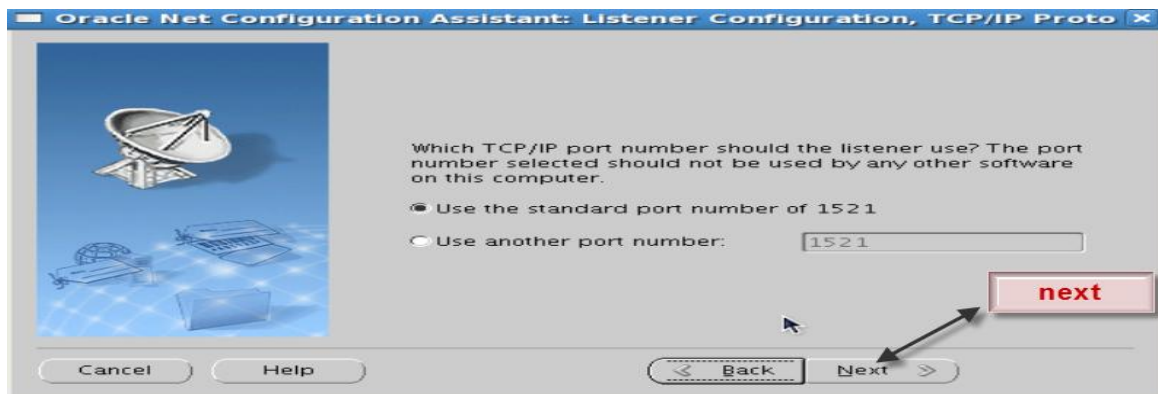 Oracle Net Configuration Assistant: Listener Configuration, TCP/IP Proto
Which TCP/IP port number should the listener use? The port
number selected should not be used by any other software
on this computer.
Use the standard port number of 1521
Use another port number: 1521
next
Cancel Help Back Next